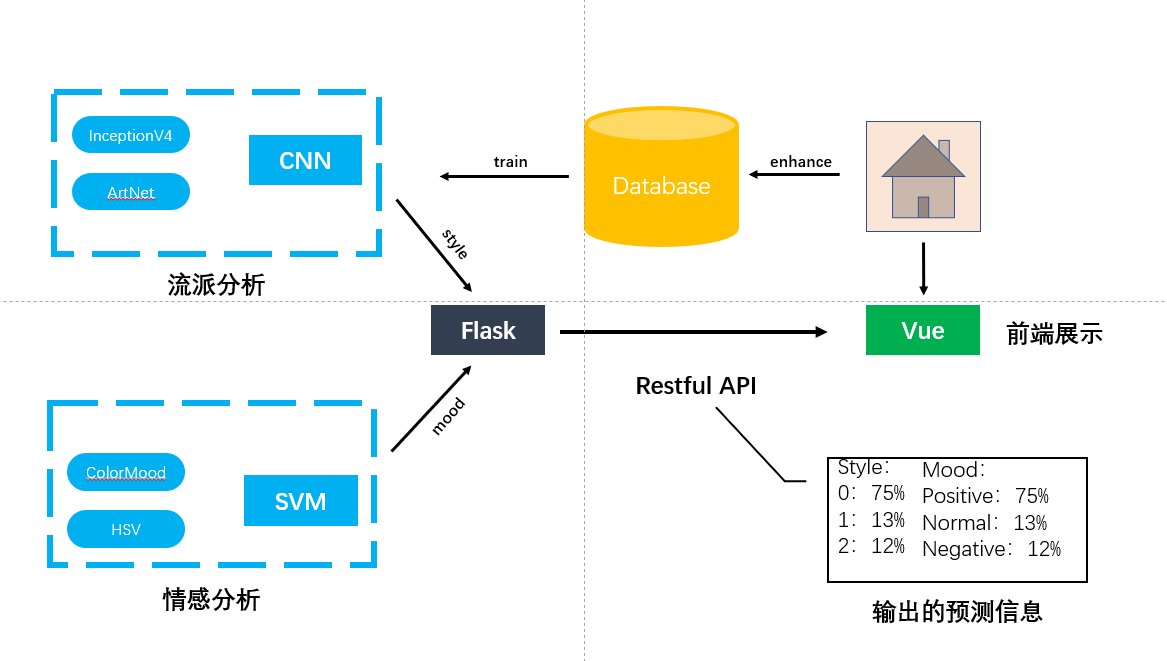 InceptionV4
ArtNet
CNN
流派分析
train
Database
enhance
style
Flask
Vue
前端展示
mood
Restful API
ColorMood
HSV
SVM
情感分析
Style：
0：75%
1：13%
2：12%
Mood：
Positive：75%
Normal：13%
Negative：12%
输出的预测信息